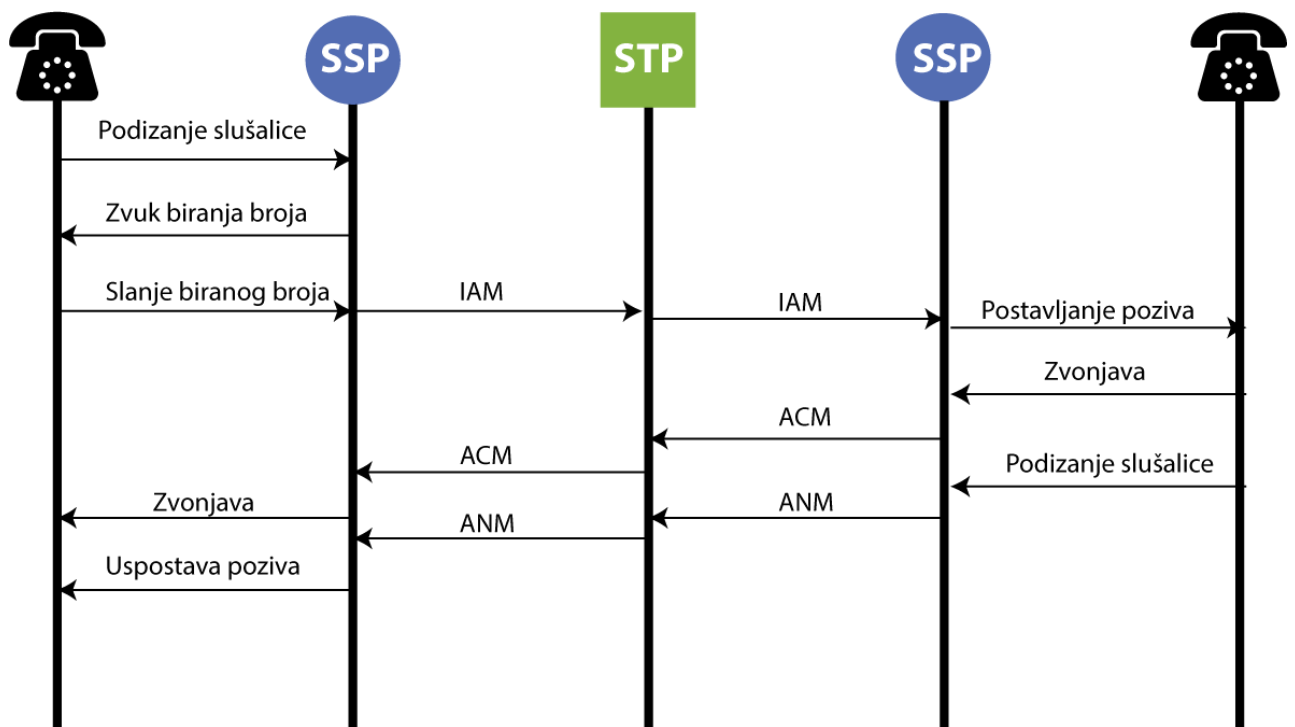 SSP
STP
SSP
Podizanje slušalice
Zvuk biranja broja
Slanje biranog broja
IAM
IAM
Postavljanje poziva
Zvonjava
ACM
ACM
Podizanje slušalice
Zvonjava
ANM
ANM
Uspostava poziva